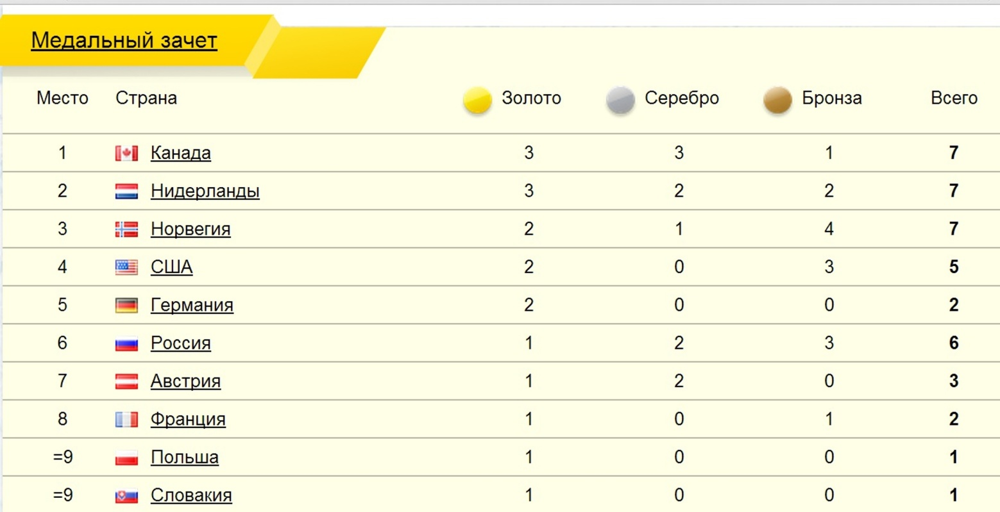 Медальный зачет
Место Страна Золото Серебро Бронза Всего
1 Канада 3 3 1 7
2 Нидерланды 3 2 2 7
3 Норвегия 2 1 4 7
4 США 2 0 3 5
5 Германия 2 0 0 2
6 Россия 1 2 3 6
7 Австрия 1 2 0 3
8 Франция 1 0 1 2
=9 Польша 1 0 0 1
=9 Словакия 1 0 0 1